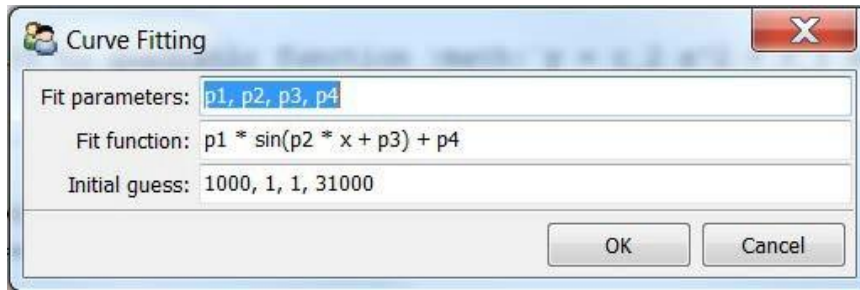 Curve Fitting
Fit parameters: p1, p2, p3, p4
Fit function: p1 * sin(p2 * x + p3) + p4
Initial guess: 1000, 1, 1, 31000
OK Cancel